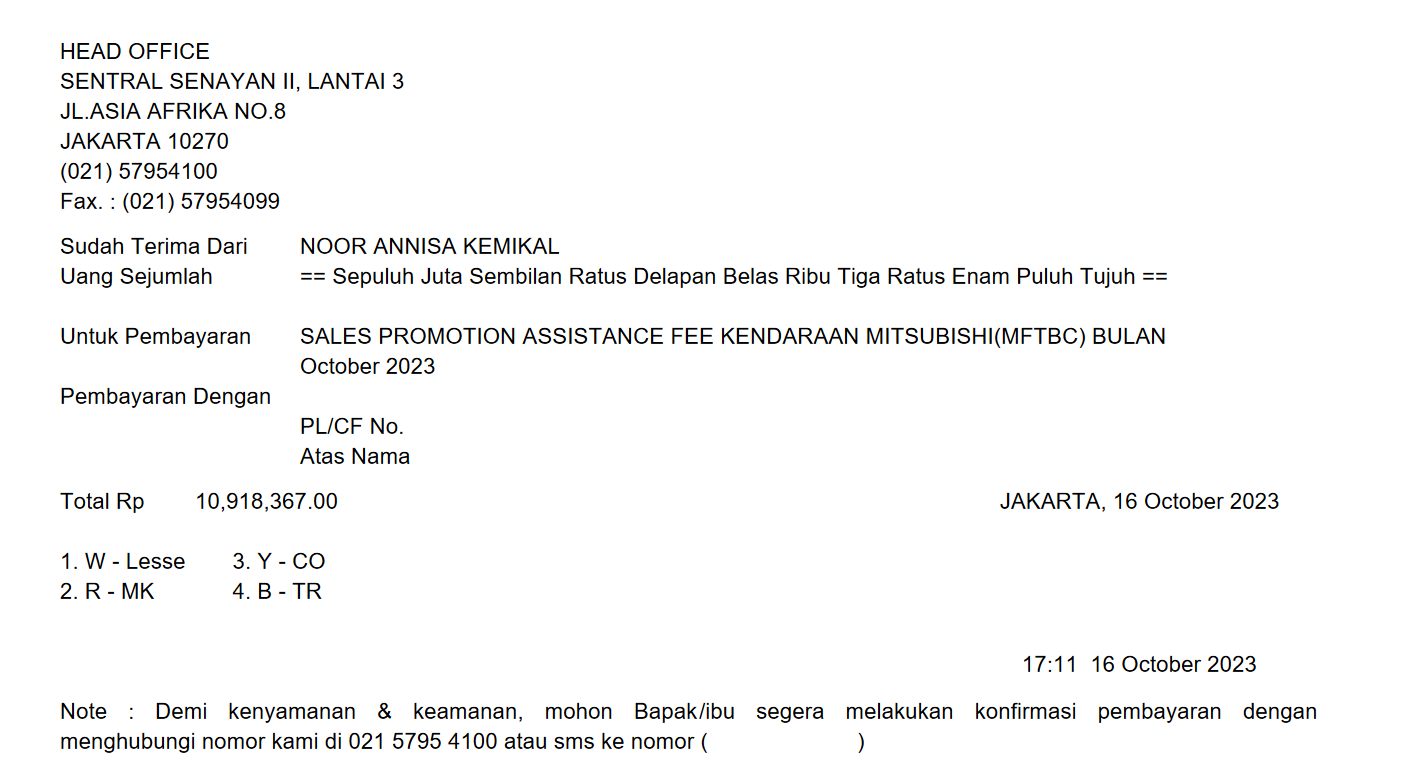 HEAD OFFICE
SENTRAL SENAYAN II, LANTAI 3
JL.ASIA AFRIKA NO.8
JAKARTA 10270
(021) 57954100
Fax. : (021) 57954099
Sudah Terima Dari NOOR ANNISA KEMIKAL
Uang Sejumlah == Sepuluh Juta Sembilan Ratus Delapan Belas Ribu Tiga Ratus Enam Puluh Tujuh ==
Untuk Pembayaran SALES PROMOTION ASSISTANCE FEE KENDARAAN MITSUBISHI(MFTBC) BULAN
October 2023
Pembayaran Dengan
PL/CF No.
Atas Nama
Total Rp 10,918,367.00 JAKARTA, 16 October 2023
1. W - Lesse 3. Y - CO
2. R - MK 4. B - TR
17:11 16 October 2023
Note : Demi kenyamanan & keamanan, mohon Bapak/ibu segera melakukan konfirmasi pembayaran dengan
menghubungi nomor kami di 021 5795 4100 atau sms ke nomor ( )